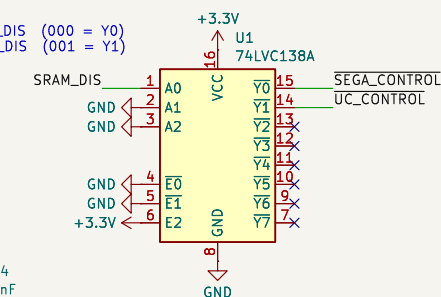 +3.3V
_DIS (000 = Y0)
_DIS (001 = Y1)
U1
74LVC138A
16
VCC
SRAM_DIS 1 A0 Y0 15 SEGA_CONTROL
GND 2 A1 Y1 14 UC_CONTROL
GND 3 A2 Y2 13
Y3 12
Y4 11
GND 4 E0 Y5 10
GND 5 E1 Y6 9
+3.3V 6 E2 Y7 7
GND
8
GND
4
nF